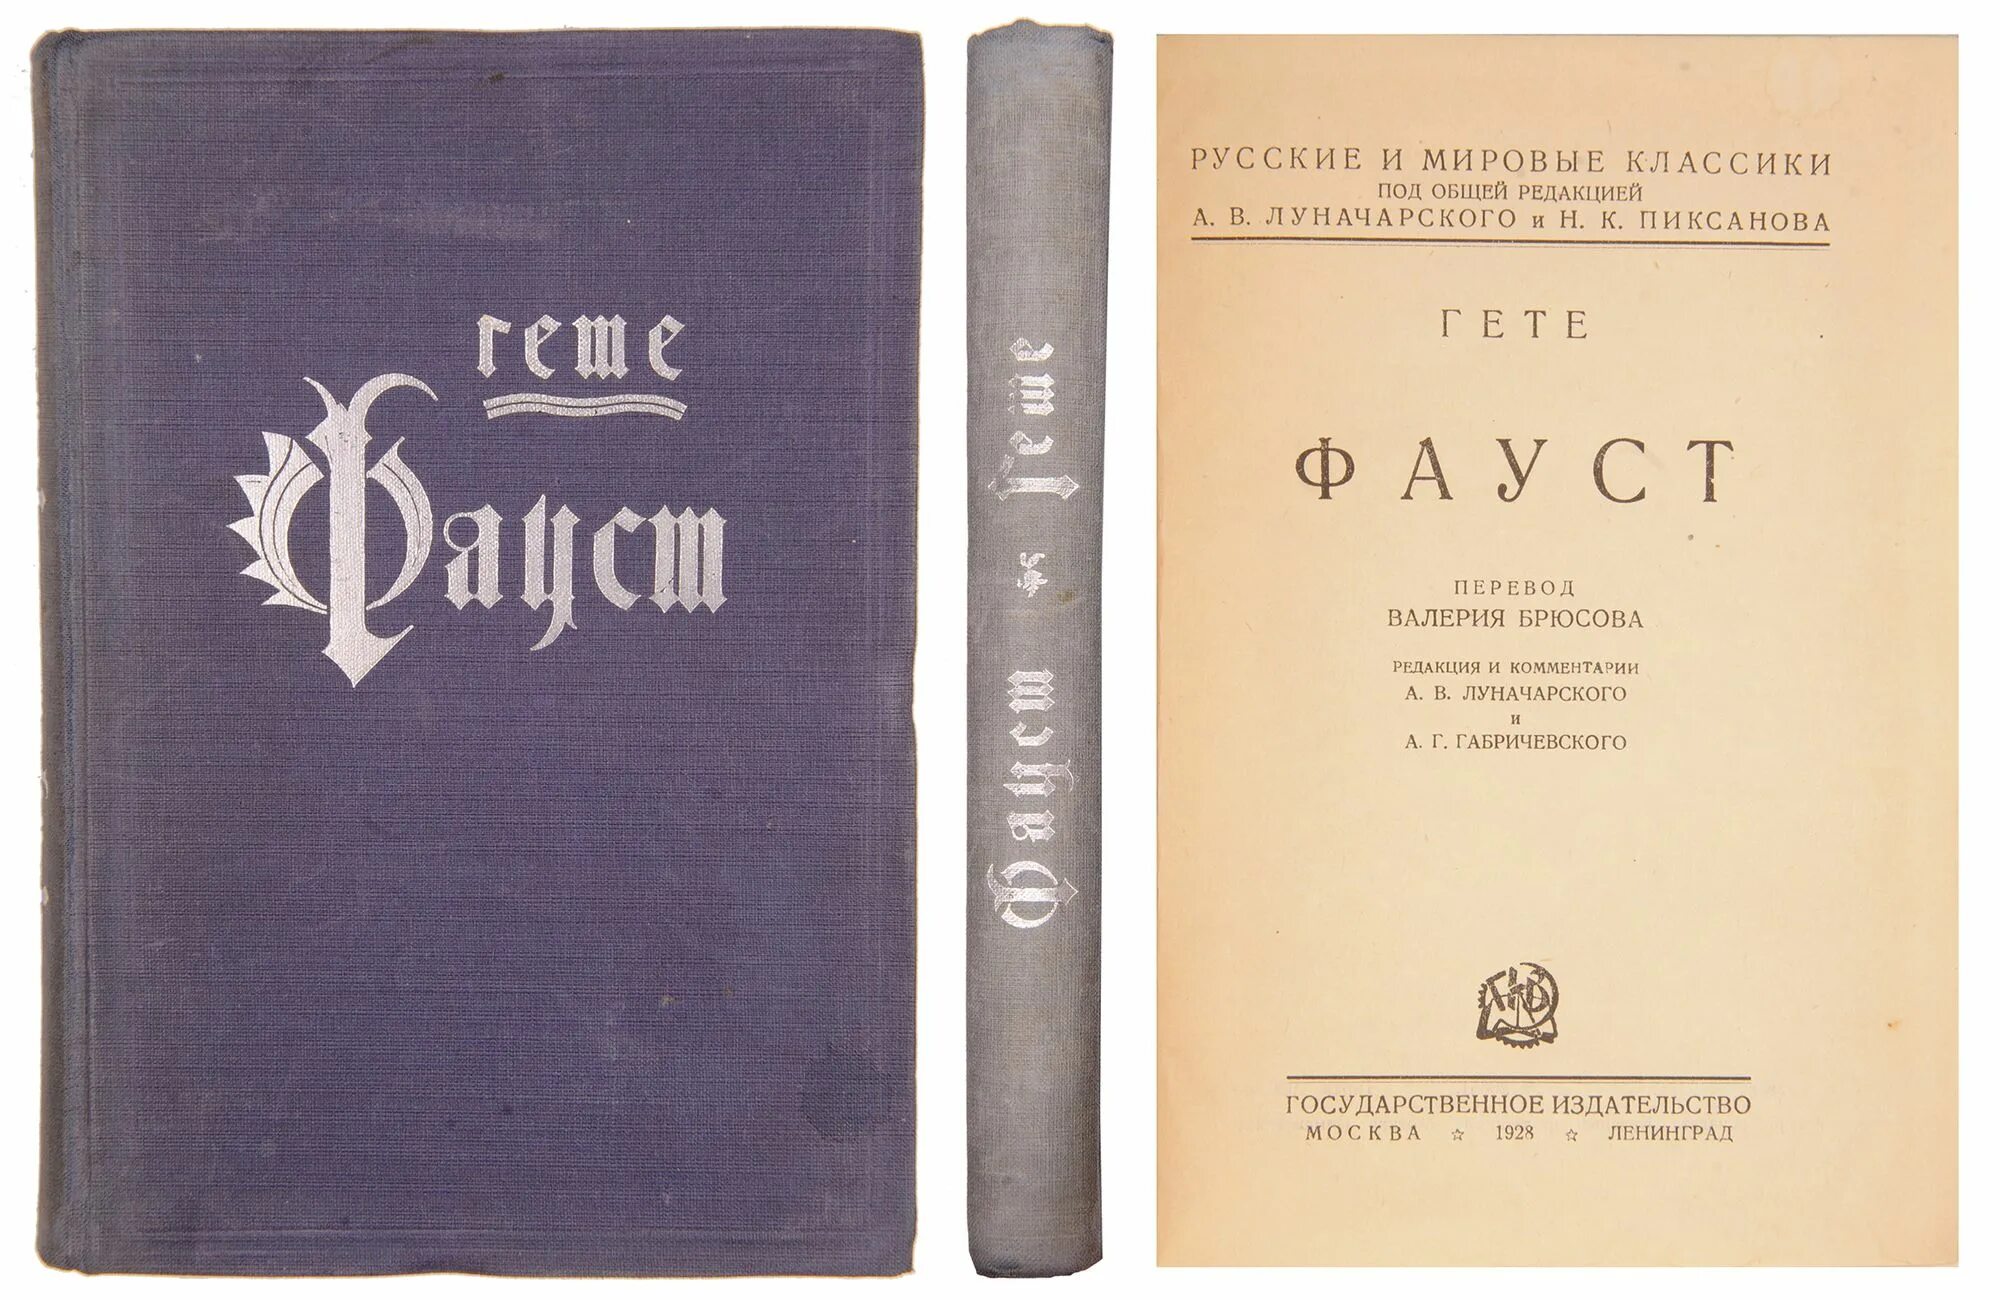 гете
Фауст
Фауст * Гете
РУССКИЕ И МИРОВЫЕ КЛАССИКИ
ПОД ОБЩЕЙ РЕДАКЦИЕЙ
А. В. ЛУНАЧАРСКОГО и Н. К. ПИКСАНОВА
ГЕТЕ
ФАУСТ
ПЕРЕВОД
ВАЛЕРИЯ БРЮСОВА
РЕДАКЦИЯ И КОММЕНТАРИИ
А. В. ЛУНАЧАРСКОГО
и
А. Г. ГАБРИЧЕВСКОГО
ГОСУДАРСТВЕННОЕ ИЗДАТЕЛЬСТВО
МОСКВА ☆ 1928 ☆ ЛЕНИНГРАД